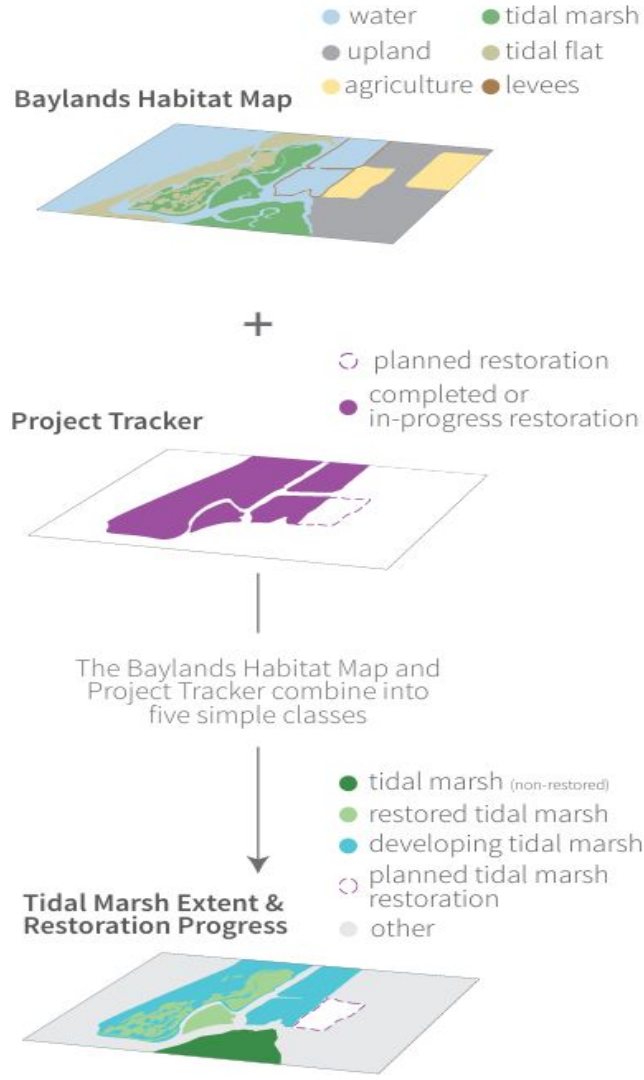 water
tidal marsh
upland
tidal flat
agriculture
levees
Baylands Habitat Map
+
planned restoration
completed or
in-progress restoration
Project Tracker
The Baylands Habitat Map and
Project Tracker combine into
five simple classes
tidal marsh (non-restored)
restored tidal marsh
developing tidal marsh
planned tidal marsh
restoration
other
Tidal Marsh Extent &
Restoration Progress